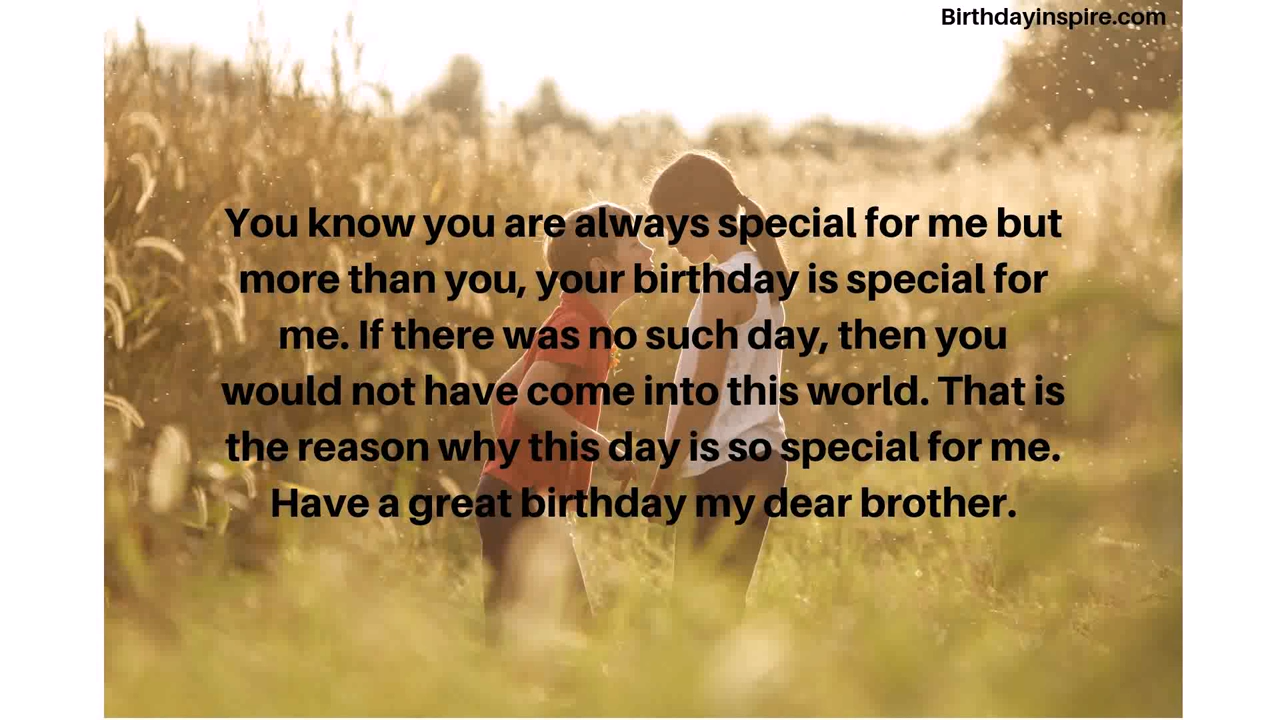 Birthdayinspire.com
You know you are always special for me but
more than you, your birthday is special for
me. If there was no such day, then you
would not have come into this world. That is
the reason why this day is so special for me.
Have a great birthday my dear brother.